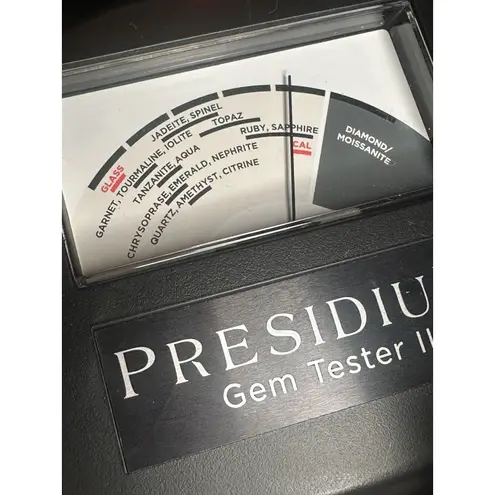 JADEITE, SPINEL
TOPAZ
RUBY, SAPPHIRE
CAL
DIAMOND/
MOISSANITE
GLASS
GARNET, TOURMALINE, IOLITE
TANZANITE, AQUA
CHRYSOPRASE, EMERALD, NEPHRITE
QUARTZ, AMETHYST, CITRINE
PRESIDIU
Gem Tester II